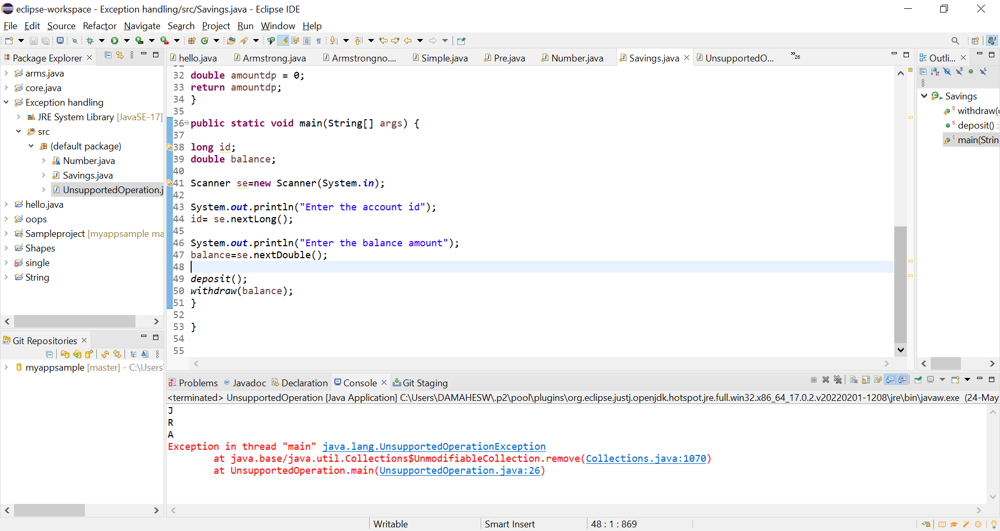 eclipse-workspace - Exception handling/src/Savings.java - Eclipse IDE
File Edit Source Refactor Navigate Search Project Run Window Help
Package Explorer
arms.java
core.java
Exception handling
JRE System Library [JavaSE-17]
src
(default package)
Number.java
Savings.java
UnsupportedOperation.j
hello.java
oops
Sampleproject [myappsample ma
Shapes
single
String
Git Repositories
myappsample [master] - C:\Users
hello.java Armstrong.java Armstrongno.... Simple.java Pre.java Number.java Savings.java UnsupportedO... »26
32 double amountdp = 0;
33 return amountdp;
34 }
35
36 public static void main(String[] args) {
37
38 long id;
39 double balance;
40
41 Scanner se=new Scanner(System.in);
42
43 System.out.println("Enter the account id");
44 id= se.nextLong();
45
46 System.out.println("Enter the balance amount");
47 balance=se.nextDouble();
48
49 deposit();
50 withdraw(balance);
51 }
52
53 }
54
55
Outli...
Savings
withdraw(
deposit() :
main(Strin
Problems Javadoc Declaration Console Git Staging
<terminated> UnsupportedOperation [Java Application] C:\Users\DAMAHESW\.p2\pool\plugins\org.eclipse.justj.openjdk.hotspot.jre.full.win32.x86_64_17.0.2.v20220201-1208\jre\bin\javaw.exe (24-May
J
R
A
Exception in thread "main" java.lang.UnsupportedOperationException
at java.base/java.util.Collections$UnmodifiableCollection.remove(Collections.java:1070)
at UnsupportedOperation.main(UnsupportedOperation.java:26)
Writable Smart Insert 48 : 1 : 869